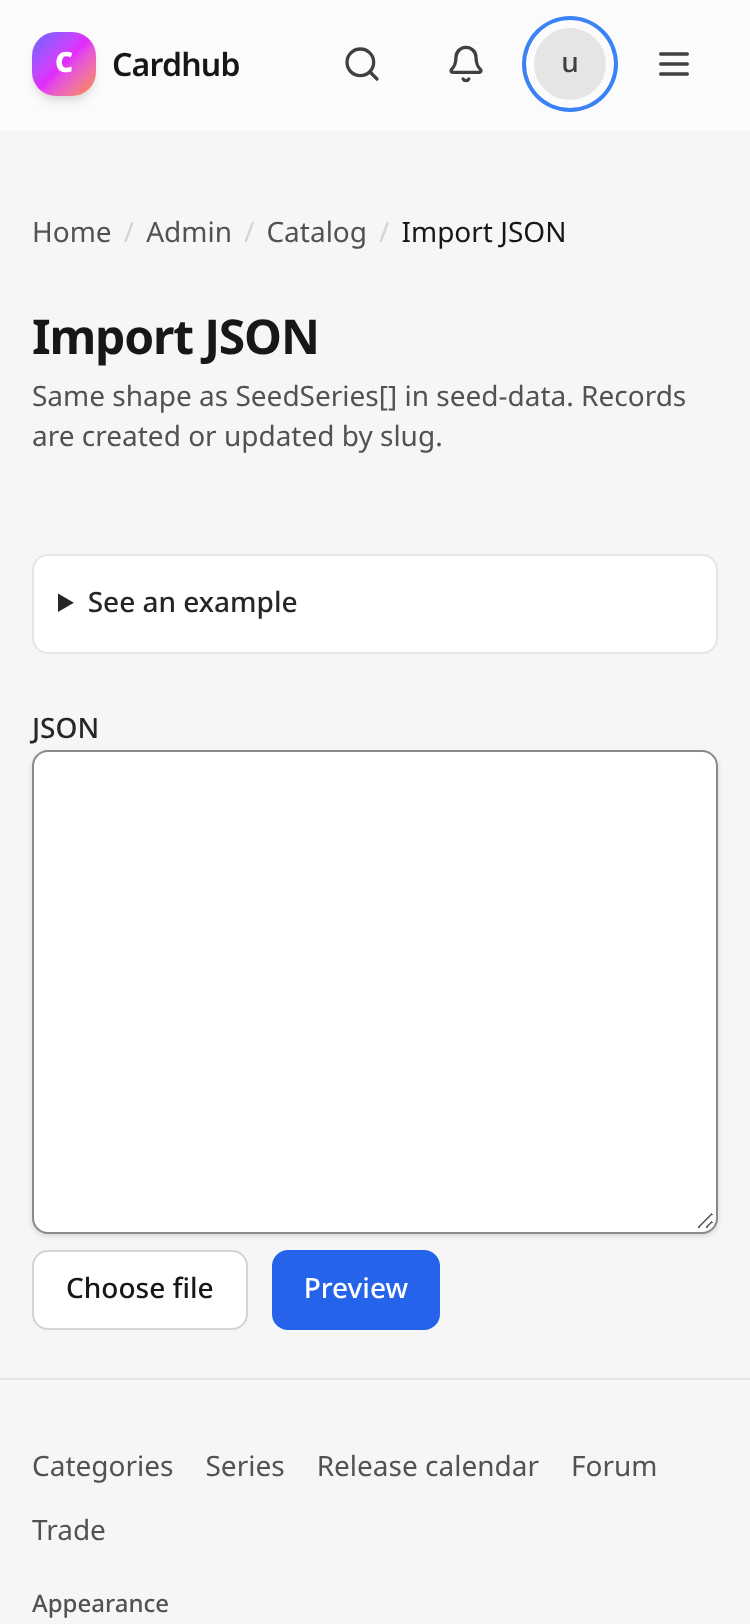 C Cardhub u
Home / Admin / Catalog / Import JSON
Import JSON
Same shape as SeedSeries[] in seed-data. Records
are created or updated by slug.
See an example
JSON
Choose file Preview
Categories Series Release calendar Forum
Trade
Appearance